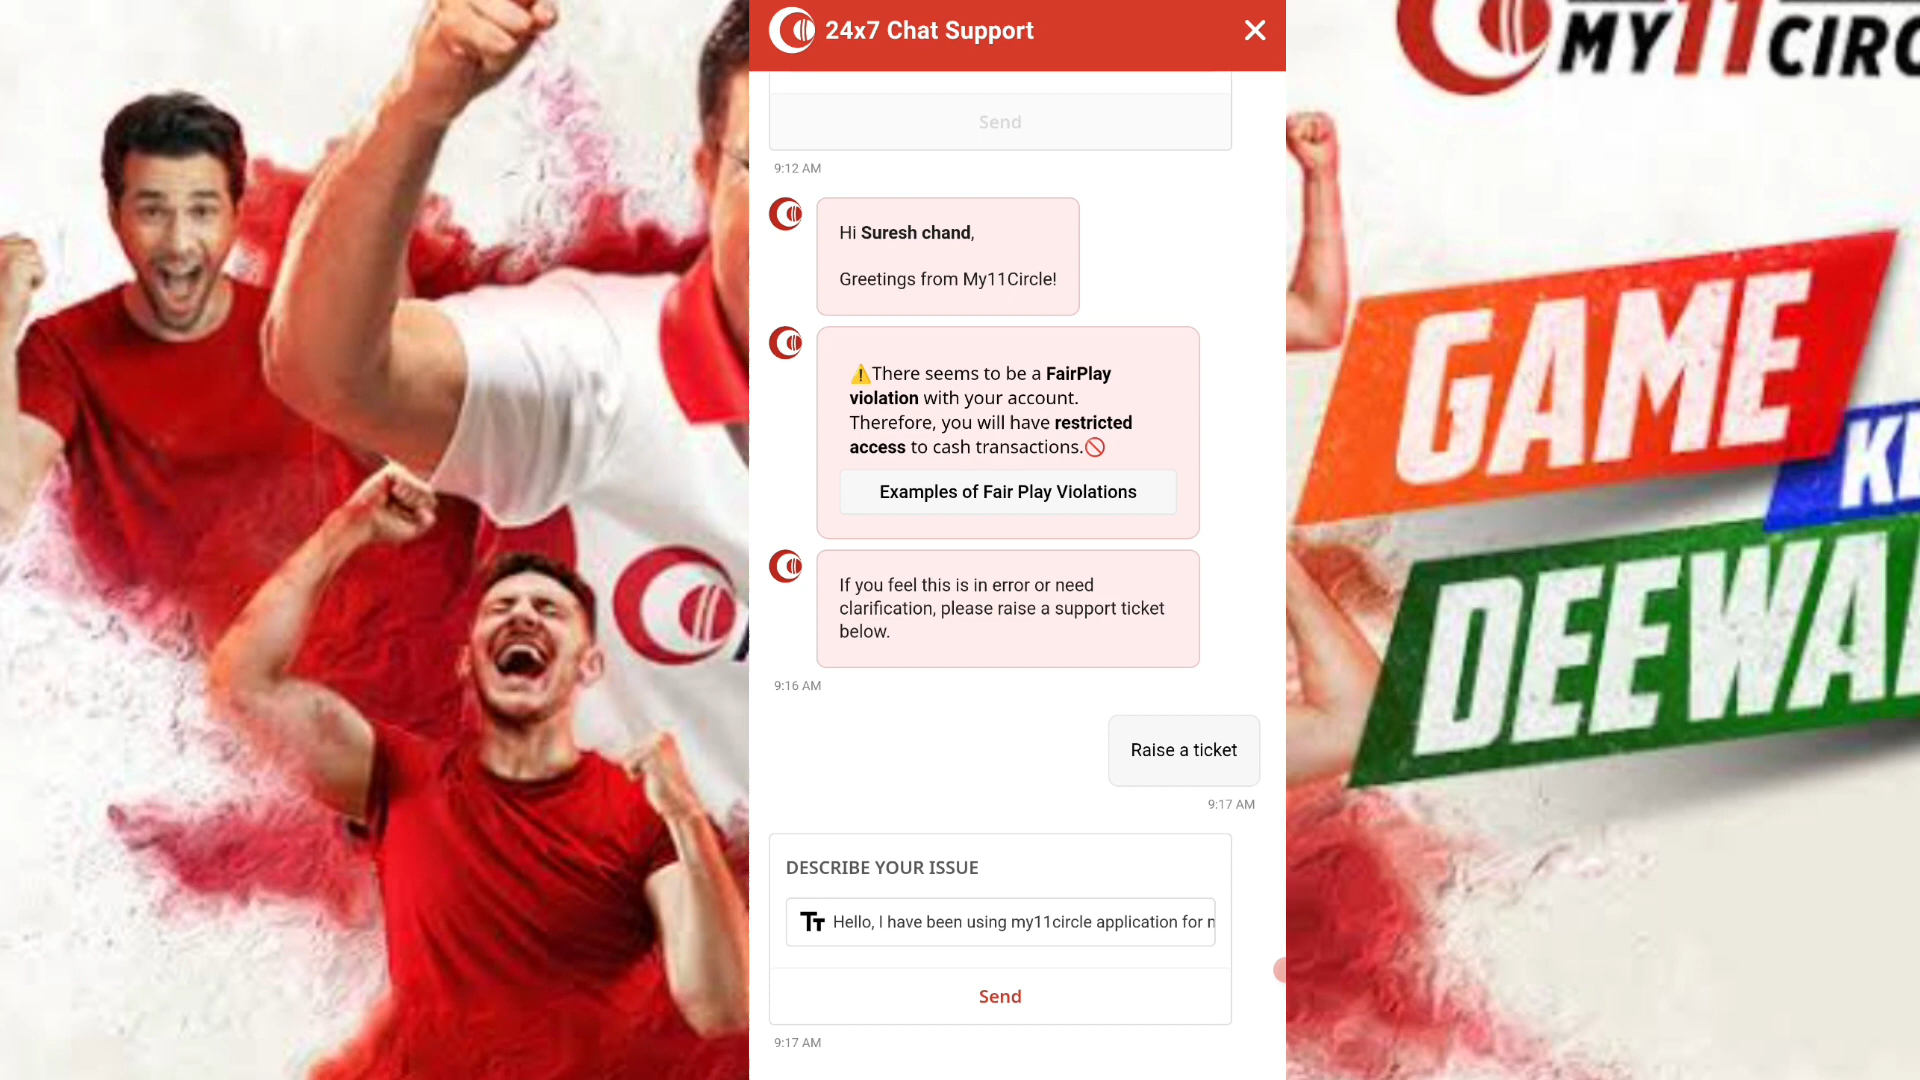 24x7 Chat Support
Send
9:12 AM
Hi Suresh chand,
Greetings from My11Circle!
⚠️There seems to be a FairPlay
violation with your account.
Therefore, you will have restricted
access to cash transactions.🚫
Examples of Fair Play Violations
If you feel this is in error or need
clarification, please raise a support ticket
below.
9:16 AM
Raise a ticket
9:17 AM
DESCRIBE YOUR ISSUE
Tт Hello, I have been using my11circle application for
Send
9:17 AM
MY11CIRC
GAME
DEEWA